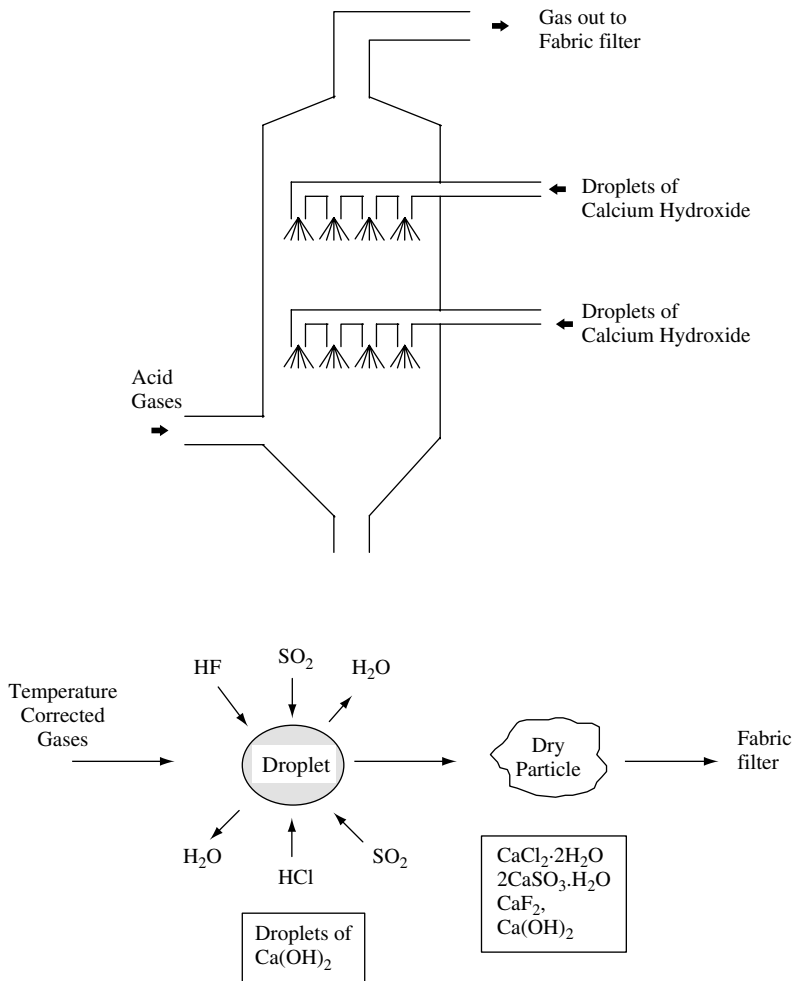 Gas out to
Fabric filter
Droplets of
Calcium Hydroxide
Droplets of
Calcium Hydroxide
Acid
Gases
HF
SO₂
H₂O
Temperature
Corrected
Gases
Droplet
Dry
Particle
Fabric
filter
H₂O
HCl
SO₂
Droplets of
Ca(OH)₂
CaCl₂·2H₂O
2CaSO₃.H₂O
CaF₂,
Ca(OH)₂